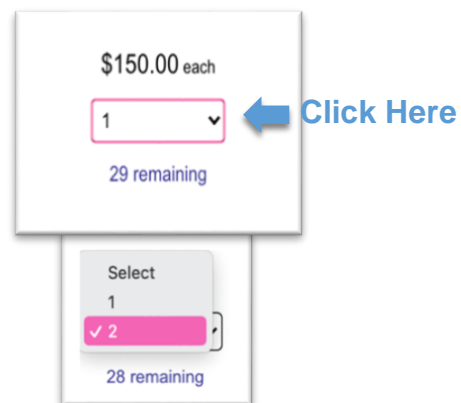 $150.00 each
1
Click Here
29 remaining
Select
1
✓ 2
28 remaining